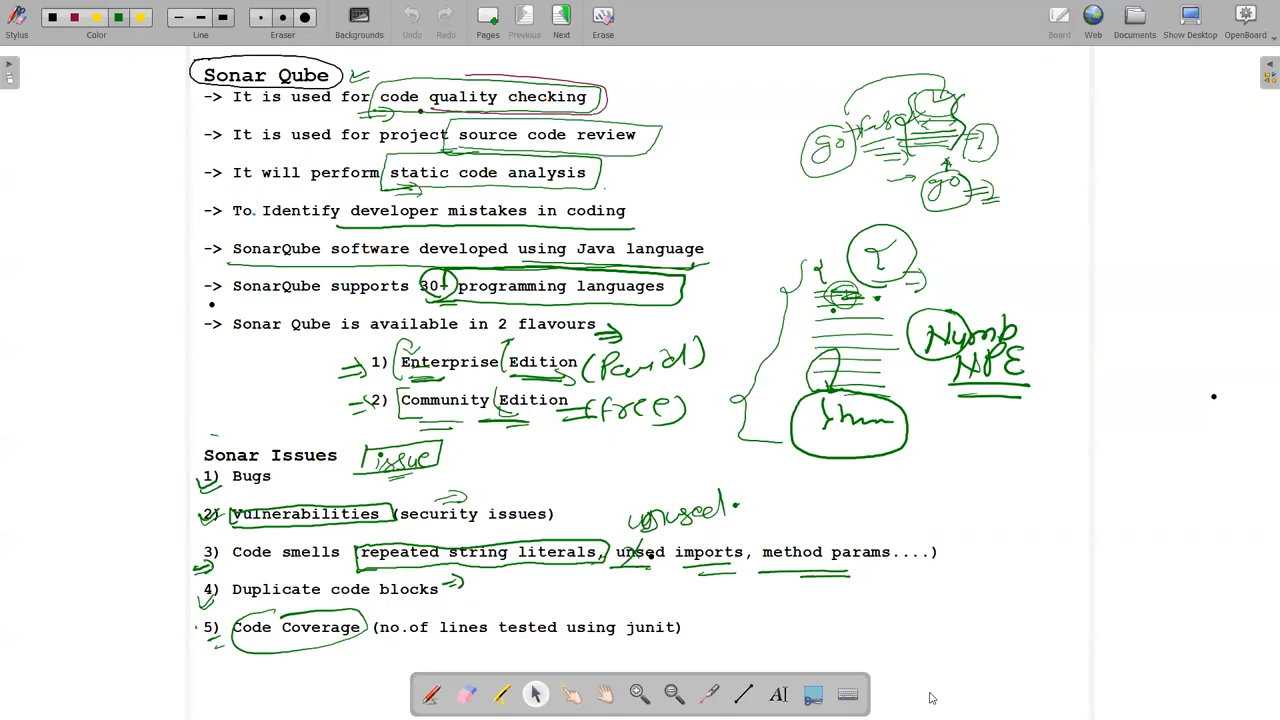 Stylus
Color
Line
Eraser
Backgrounds
Undo
Redo
Pages
Previous
Next
Erase
Board
Web
Documents
Show Desktop
OpenBoard
Sonar Qube
-> It is used for code quality checking
-> It is used for project source code review
-> It will perform static code analysis
-> To Identify developer mistakes in coding
-> SonarQube software developed using Java language
-> SonarQube supports 30+ programming languages
-> Sonar Qube is available in 2 flavours
1) Enterprise Edition
2) Community Edition (free)
Sonar Issues issue
1) Bugs
2) Vulnerabilities (security issues)
unused
3) Code smells repeated string literals, unsed imports, method params....)
4) Duplicate code blocks
5) Code Coverage (no.of lines tested using junit)
go
go
NPE